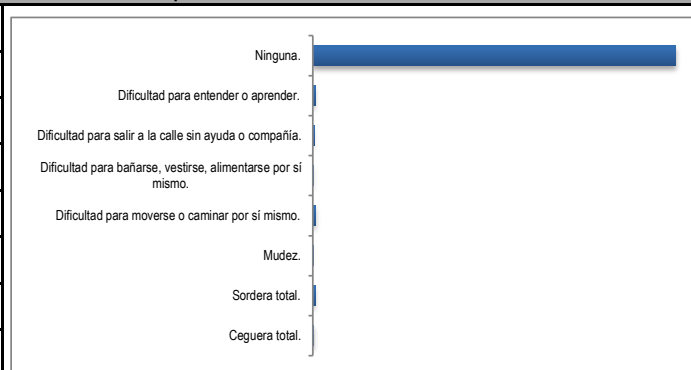 Ninguna.
Dificultad para entender o aprender.
Dificultad para salir a la calle sin ayuda o compañía.
Dificultad para bañarse, vestirse, alimentarse por sí
mismo.
Dificultad para moverse o caminar por sí mismo.
Mudez.
Sordera total.
Ceguera total.